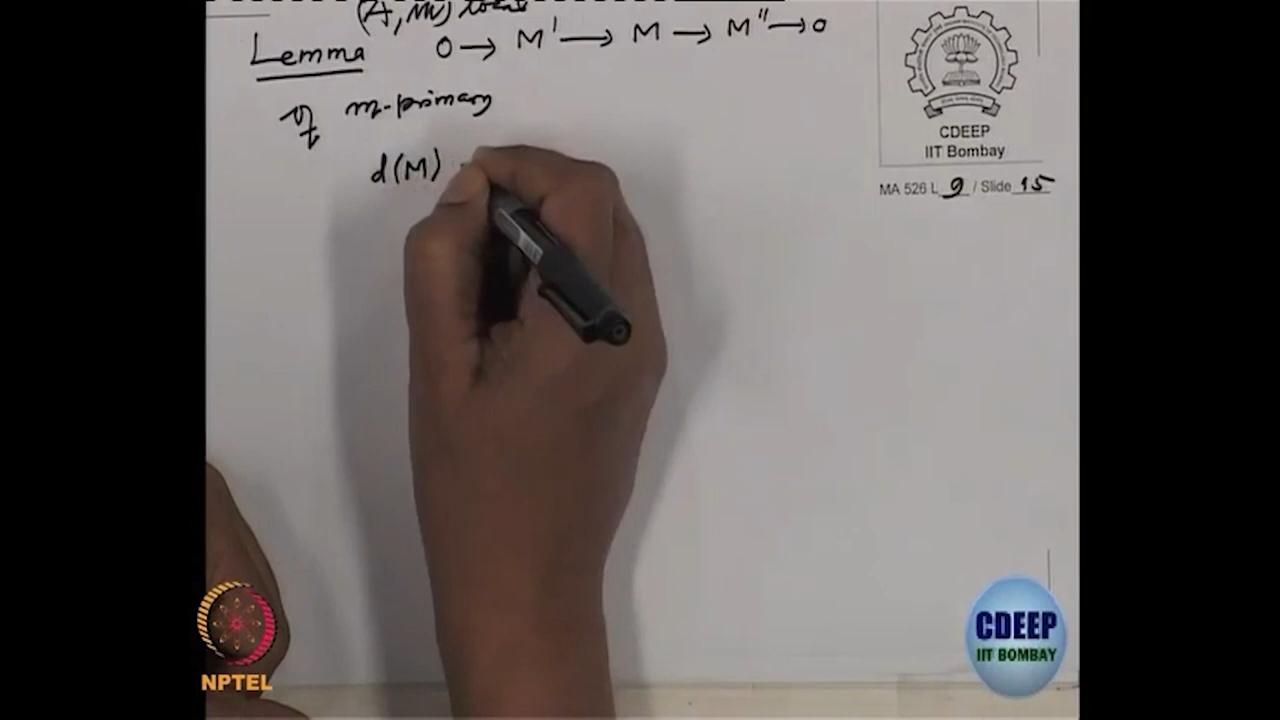 (A, m) local
Lemma 0 → M' → M → M'' → 0
q m-primary
d(M)
CDEEP
IIT Bombay
MA 526 L 9 / Slide 15
NPTEL
CDEEP
IIT BOMBAY